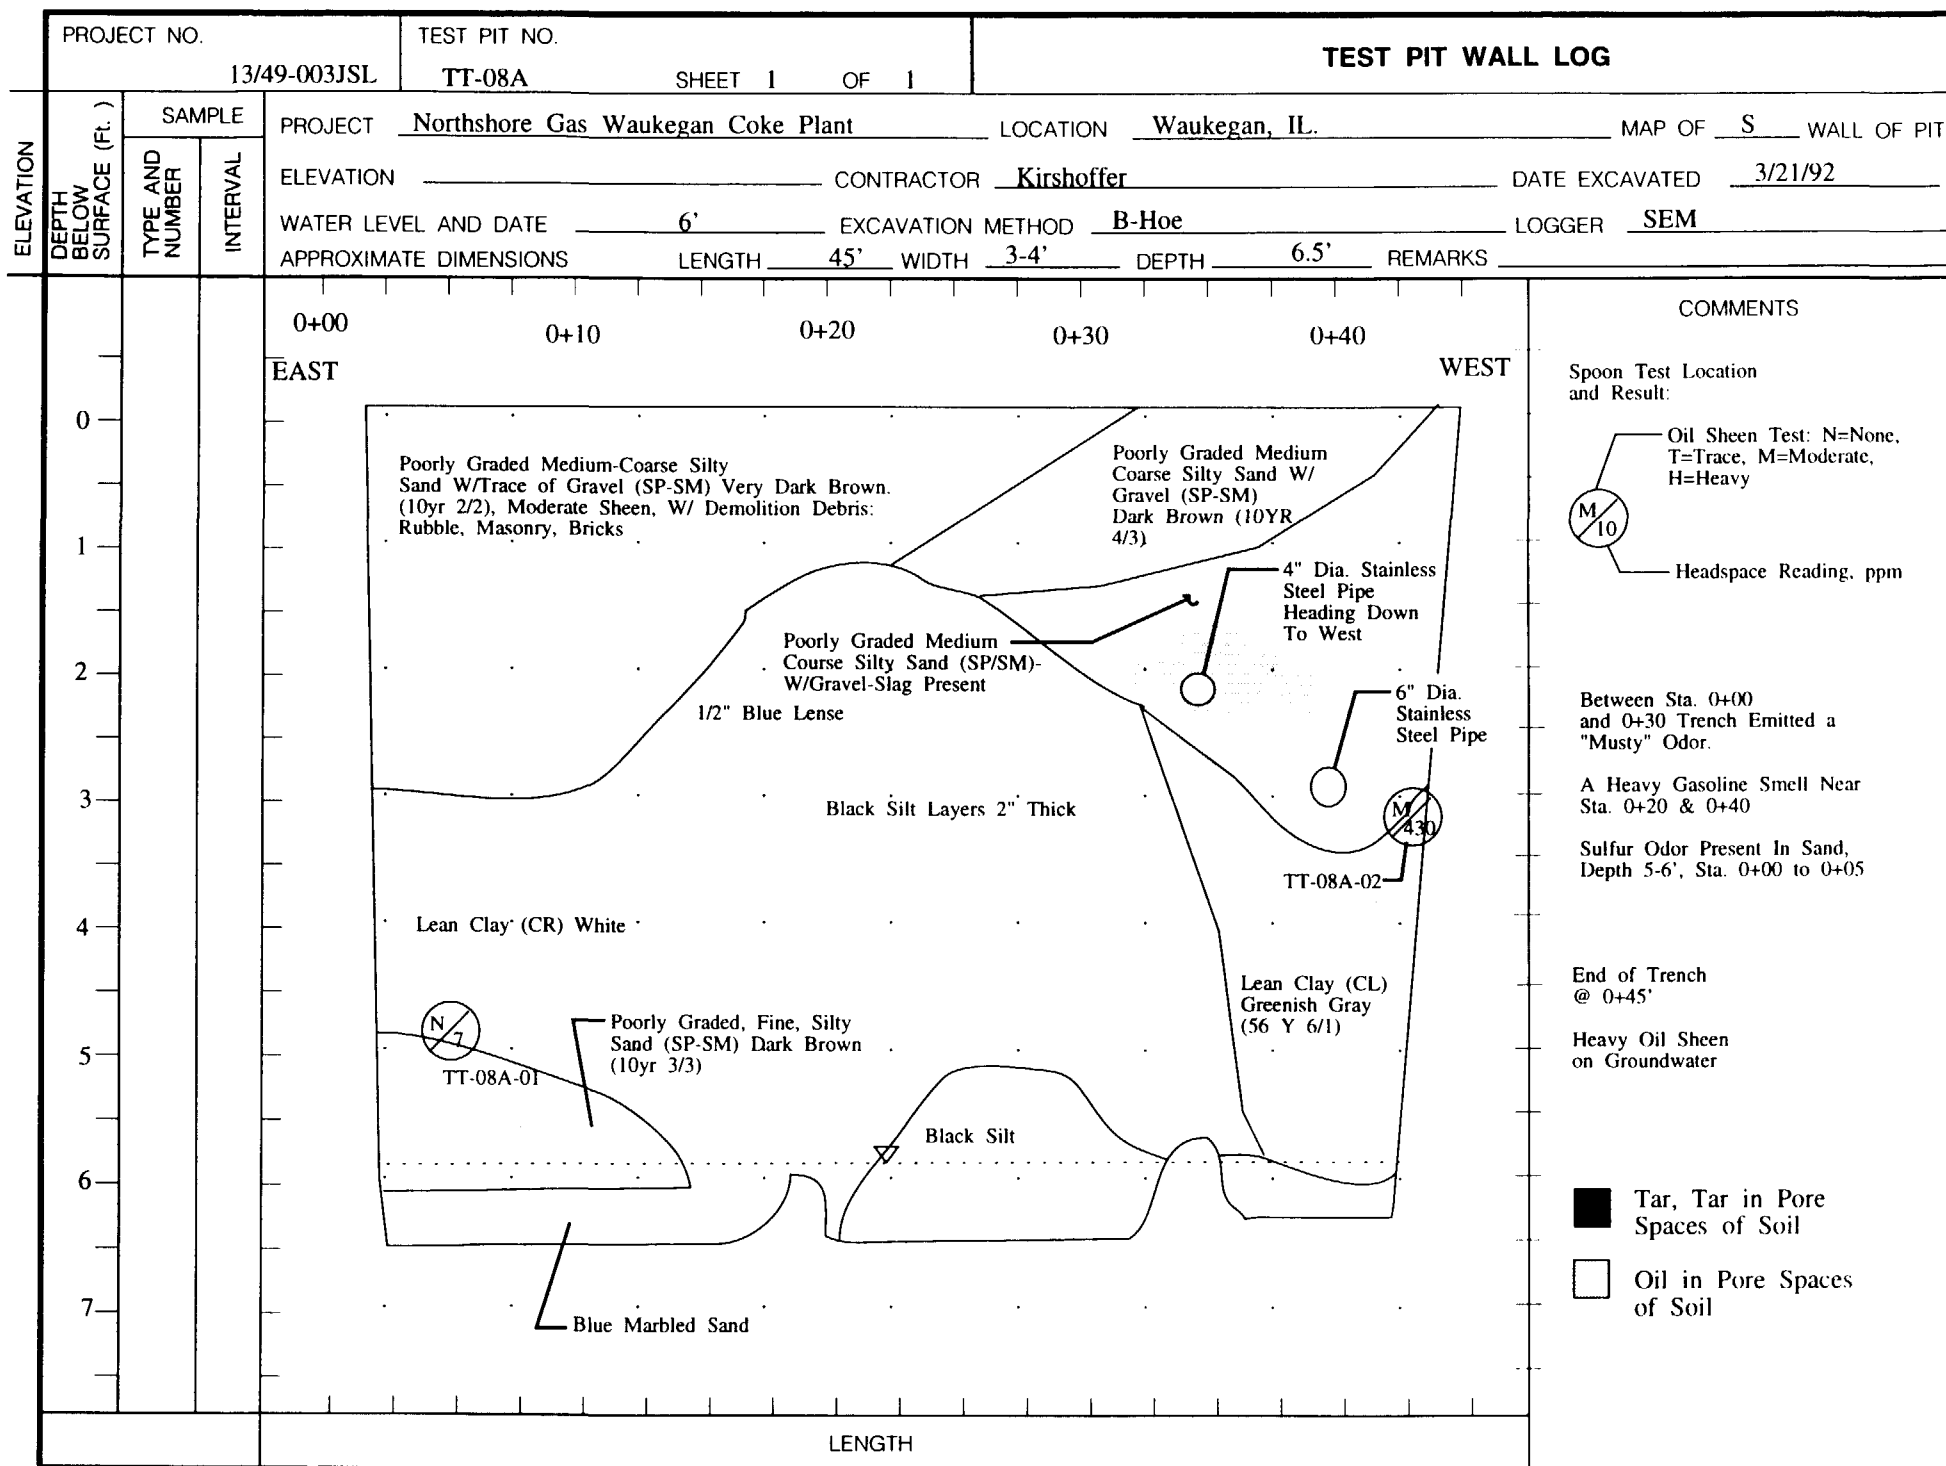 PROJECT NO.
13/49-003JSL
TEST PIT NO.
TT-08A SHEET 1 OF 1
TEST PIT WALL LOG
ELEVATION
DEPTH BELOW SURFACE (Ft. )
SAMPLE
TYPE AND NUMBER
INTERVAL
PROJECT Northshore Gas Waukegan Coke Plant LOCATION Waukegan, IL. MAP OF S WALL OF PIT
ELEVATION CONTRACTOR Kirshoffer DATE EXCAVATED 3/21/92
WATER LEVEL AND DATE 6' EXCAVATION METHOD B-Hoe LOGGER SEM
APPROXIMATE DIMENSIONS LENGTH 45' WIDTH 3-4' DEPTH 6.5' REMARKS
0+00 0+10 0+20 0+30 0+40
EAST
WEST
0
1
2
3
4
5
6
7
Poorly Graded Medium-Coarse Silty
Sand W/Trace of Gravel (SP-SM) Very Dark Brown.
(10yr 2/2), Moderate Sheen, W/ Demolition Debris:
Rubble, Masonry, Bricks
Poorly Graded Medium
Coarse Silty Sand W/
Gravel (SP-SM)
Dark Brown (10YR
4/3)
4" Dia. Stainless
Steel Pipe
Heading Down
To West
Poorly Graded Medium
Course Silty Sand (SP/SM)-
W/Gravel-Slag Present
1/2" Blue Lense
6" Dia.
Stainless
Steel Pipe
Black Silt Layers 2" Thick
M
430
TT-08A-02
Lean Clay (CR) White
Lean Clay (CL)
Greenish Gray
(56 Y 6/1)
N
7
TT-08A-01
Poorly Graded, Fine, Silty
Sand (SP-SM) Dark Brown
(10yr 3/3)
Black Silt
Blue Marbled Sand
LENGTH
COMMENTS
Spoon Test Location
and Result:
Oil Sheen Test: N=None,
T=Trace, M=Moderate,
H=Heavy
M
10
Headspace Reading, ppm
Between Sta. 0+00
and 0+30 Trench Emitted a
"Musty" Odor.
A Heavy Gasoline Smell Near
Sta. 0+20 & 0+40
Sulfur Odor Present In Sand,
Depth 5-6', Sta. 0+00 to 0+05
End of Trench
@ 0+45'
Heavy Oil Sheen
on Groundwater
Tar, Tar in Pore
Spaces of Soil
Oil in Pore Spaces
of Soil